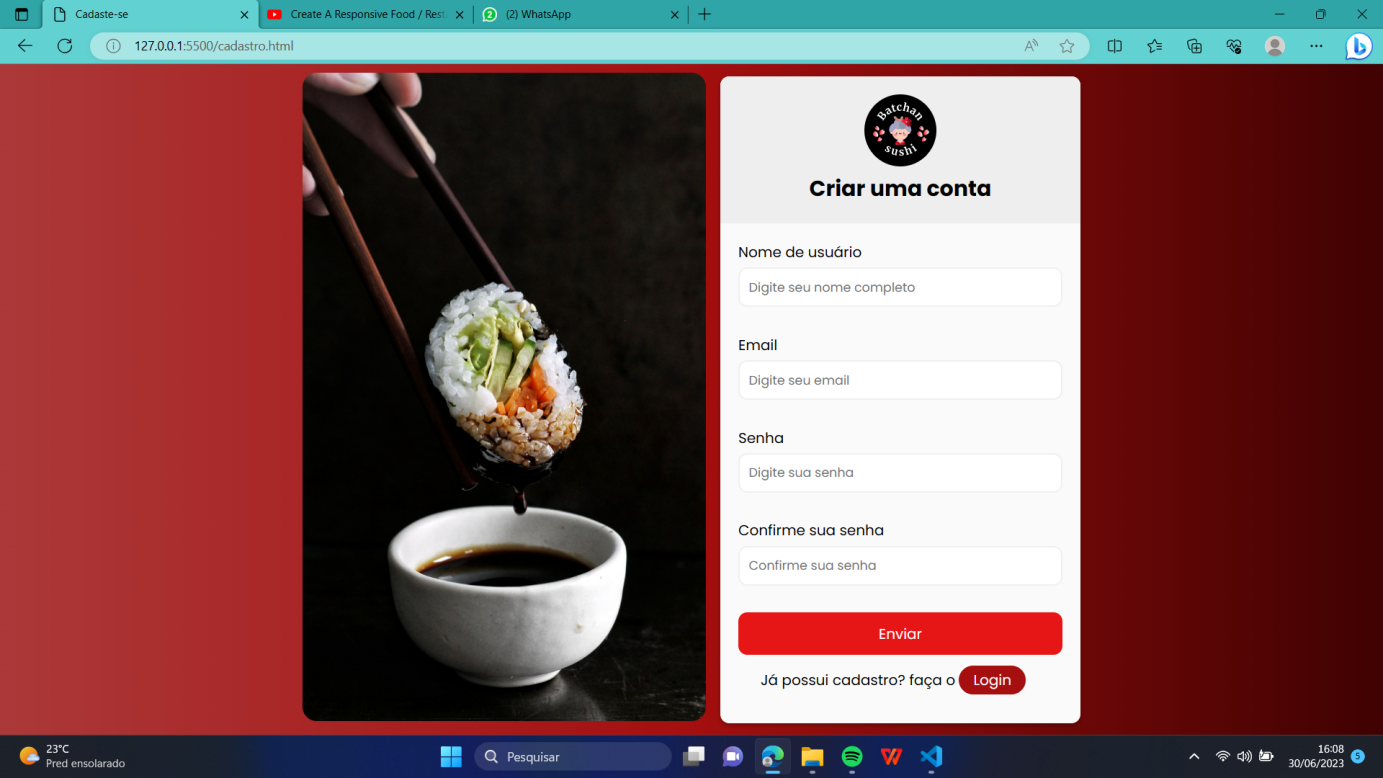 Cadaste-se
Create A Responsive Food / Rest
(2) WhatsApp
127.0.0.1:5500/cadastro.html
Batchan
sushi
Criar uma conta
Nome de usuário
Digite seu nome completo
Email
Digite seu email
Senha
Digite sua senha
Confirme sua senha
Confirme sua senha
Enviar
Já possui cadastro? faça o Login
23°C
Pred ensolarado
Pesquisar
16:08
30/06/2023
5